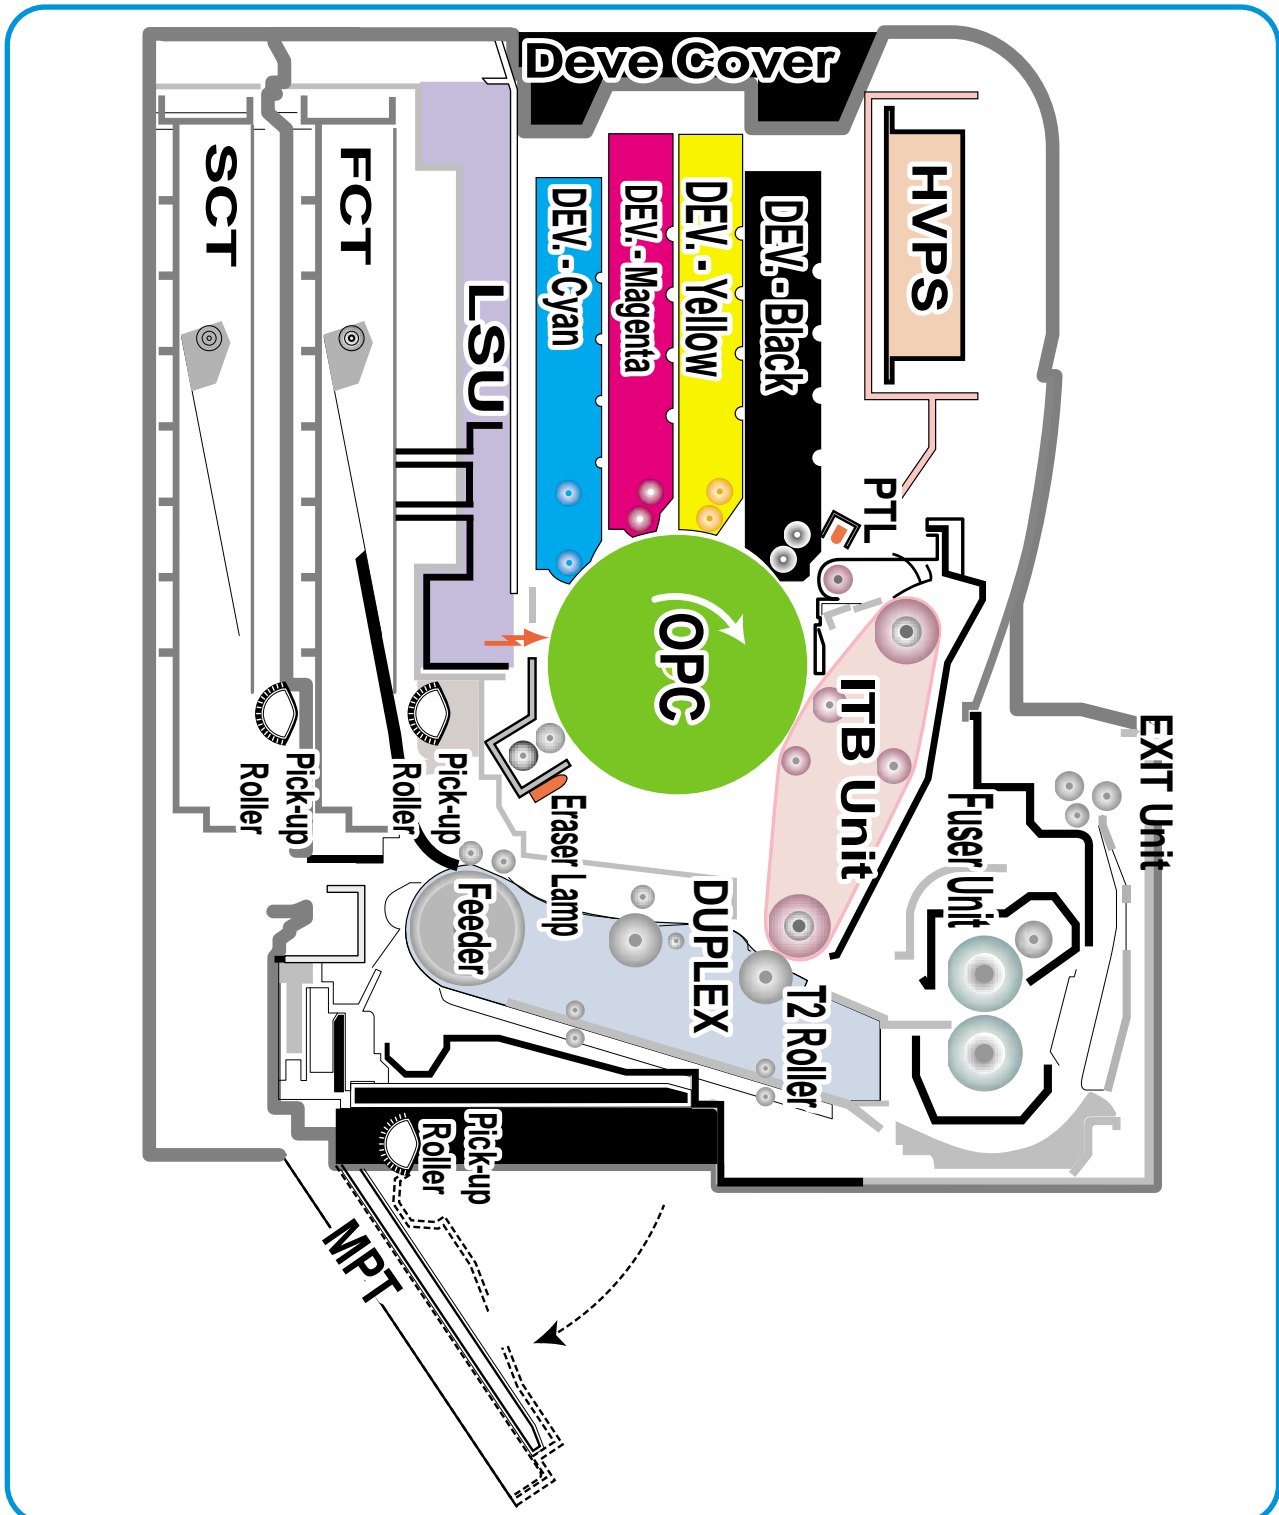 Deve Cover
SCT
FCT
LSU
DEV.-Cyan
DEV.-Magenta
DEV. - Yellow
DEV.-Black
HVPS
PTL
OPC
ITB Unit
EXIT Unit
Fuser Unit
Pick-up
Roller
Pick-up
Roller
Eraser Lamp
Feeder
DUPLEX
T2 Roller
Pick-up
Roller
MPT